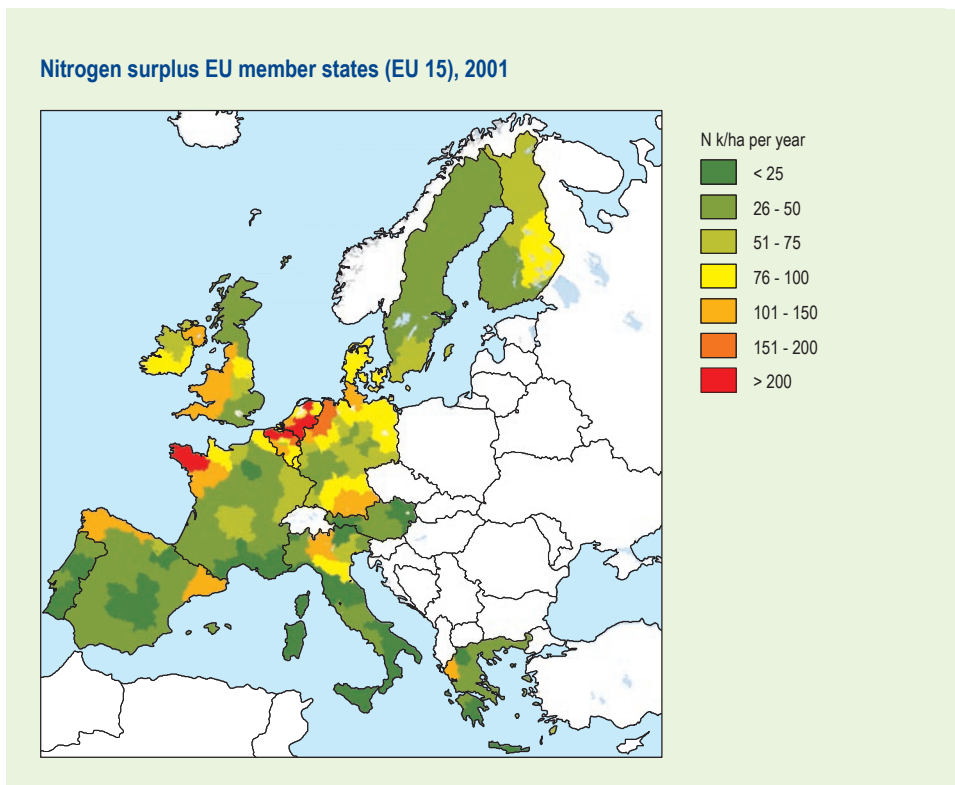 Nitrogen surplus EU member states (EU 15), 2001
N k/ha per year
< 25
26 - 50
51 - 75
76 - 100
101 - 150
151 - 200
> 200